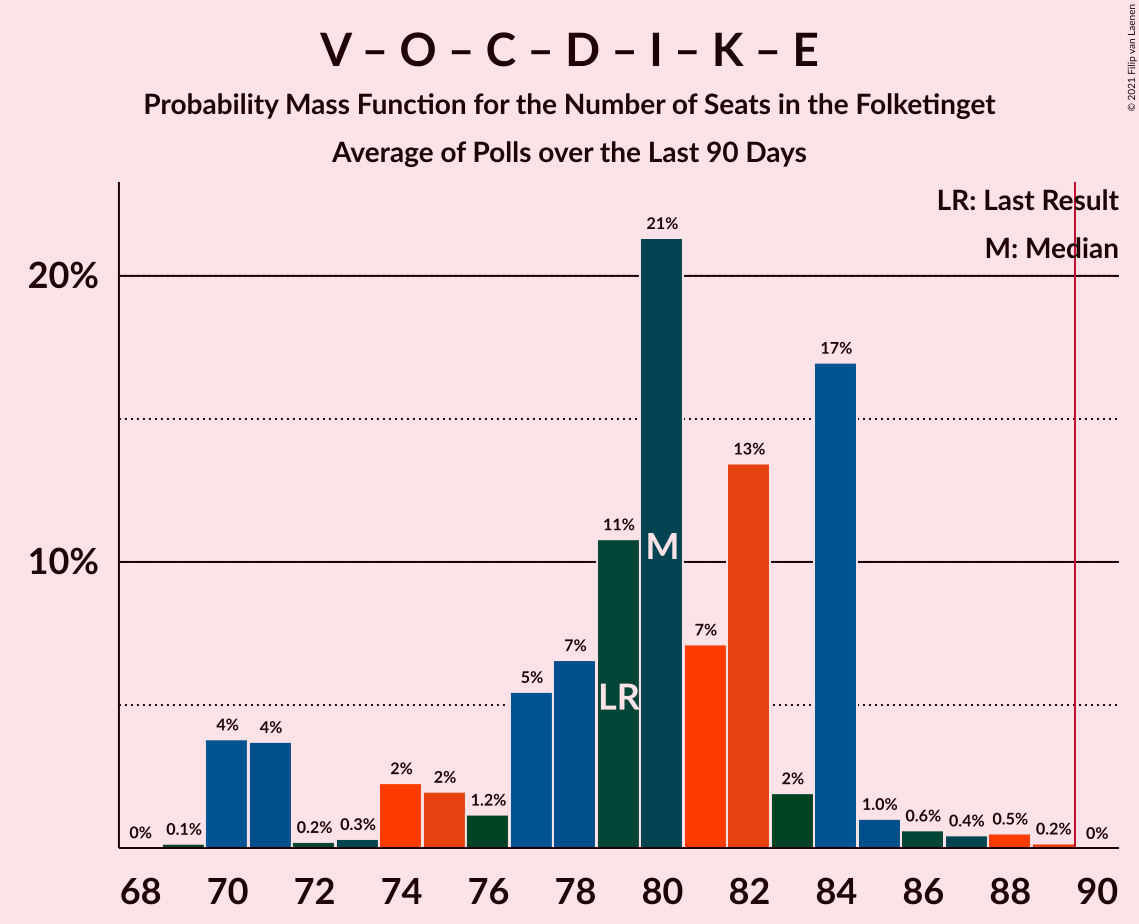 V – O – C – D – I – K – E
Probability Mass Function for the Number of Seats in the Folketinget
Average of Polls over the Last 90 Days
© 2021 Filip van Laenen
LR: Last Result
M: Median
20%
10%
0%
0.1%
4%
4%
0.2%
0.3%
2%
2%
1.2%
5%
7%
11%
21%
7%
13%
2%
17%
1.0%
0.6%
0.4%
0.5%
0.2%
0%
LR
M
68 70 72 74 76 78 80 82 84 86 88 90